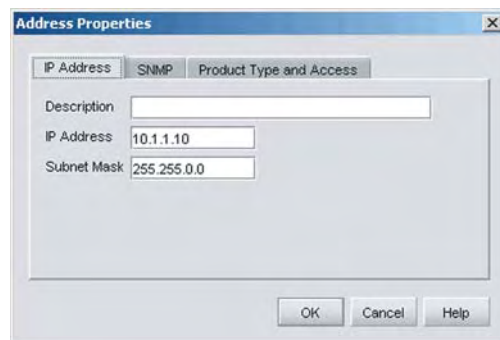 Address Properties
IP Address SNMP Product Type and Access
Description
IP Address 10.1.1.10
Subnet Mask 255.255.0.0
OK Cancel Help